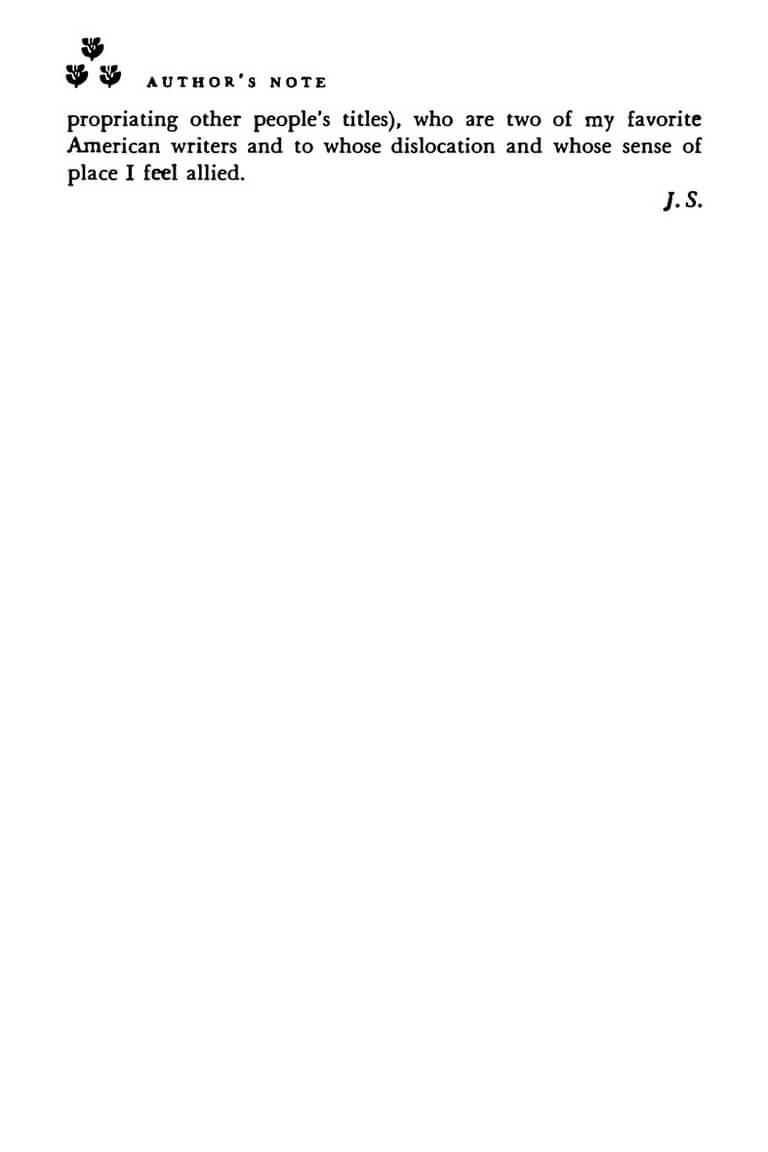 AUTHOR'S NOTE
propriating other people's titles), who are two of my favorite
American writers and to whose dislocation and whose sense of
place I feel allied.
J. S.